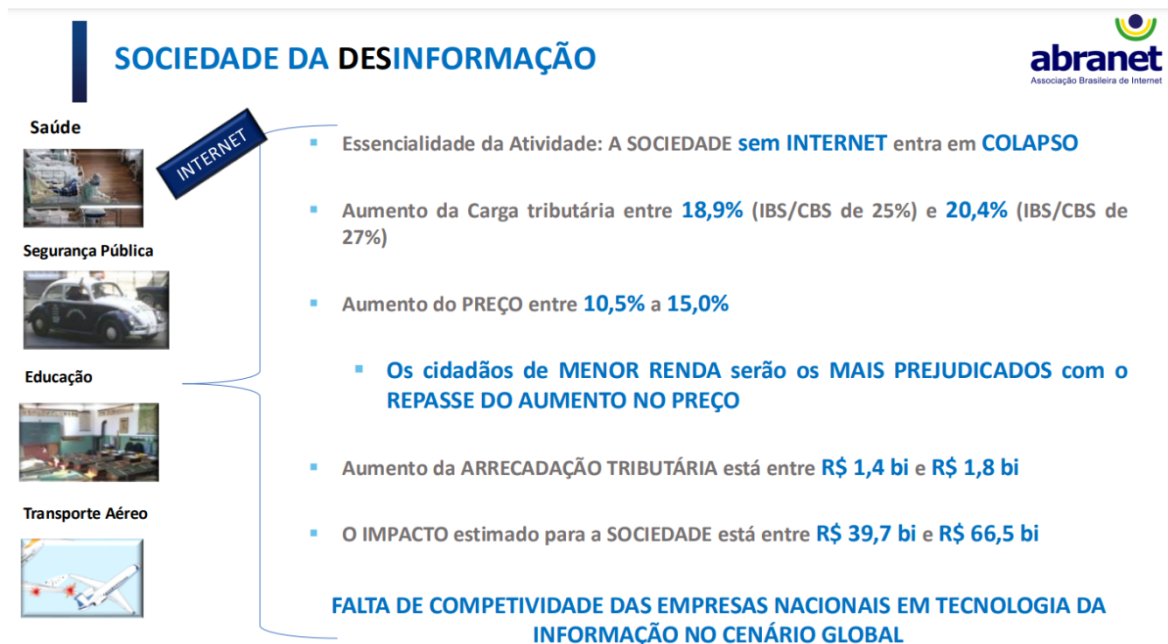 SOCIEDADE DA DESINFORMAÇÃO
abranet
Associação Brasileira de Internet
Saúde
INTERNET
Segurança Pública
Educação
Transporte Aéreo
Essencialidade da Atividade: A SOCIEDADE sem INTERNET entra em COLAPSO
Aumento da Carga tributária entre 18,9% (IBS/CBS de 25%) e 20,4% (IBS/CBS de
27%)
Aumento do PREÇO entre 10,5% a 15,0%
Os cidadãos de MENOR RENDA serão os MAIS PREJUDICADOS com o
REPASSE DO AUMENTO NO PREÇO
Aumento da ARRECADAÇÃO TRIBUTÁRIA está entre R$ 1,4 bi e R$ 1,8 bi
O IMPACTO estimado para a SOCIEDADE está entre R$ 39,7 bi e R$ 66,5 bi
FALTA DE COMPETIVIDADE DAS EMPRESAS NACIONAIS EM TECNOLOGIA DA
INFORMAÇÃO NO CENÁRIO GLOBAL